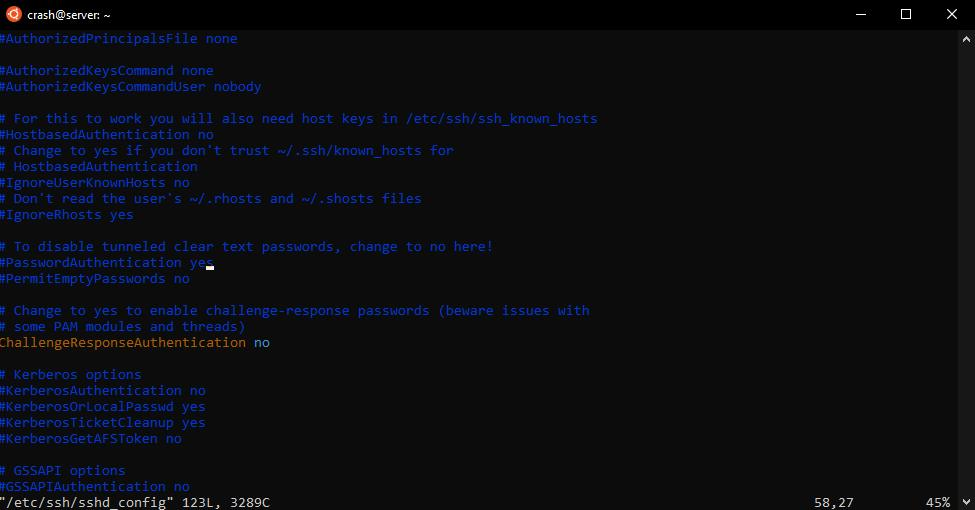 crash@server: ~
#AuthorizedPrincipalsFile none
#AuthorizedKeysCommand none
#AuthorizedKeysCommandUser nobody
# For this to work you will also need host keys in /etc/ssh/ssh_known_hosts
#HostbasedAuthentication no
# Change to yes if you don't trust ~/.ssh/known_hosts for
# HostbasedAuthentication
#IgnoreUserKnownHosts no
# Don't read the user's ~/.rhosts and ~/.shosts files
#IgnoreRhosts yes
# To disable tunneled clear text passwords, change to no here!
#PasswordAuthentication yes
#PermitEmptyPasswords no
# Change to yes to enable challenge-response passwords (beware issues with
# some PAM modules and threads)
ChallengeResponseAuthentication no
# Kerberos options
#KerberosAuthentication no
#KerberosOrLocalPasswd yes
#KerberosTicketCleanup yes
#KerberosGetAFSToken no
# GSSAPI options
#GSSAPIAuthentication no
"/etc/ssh/sshd_config" 123L, 3289C 58,27 45%